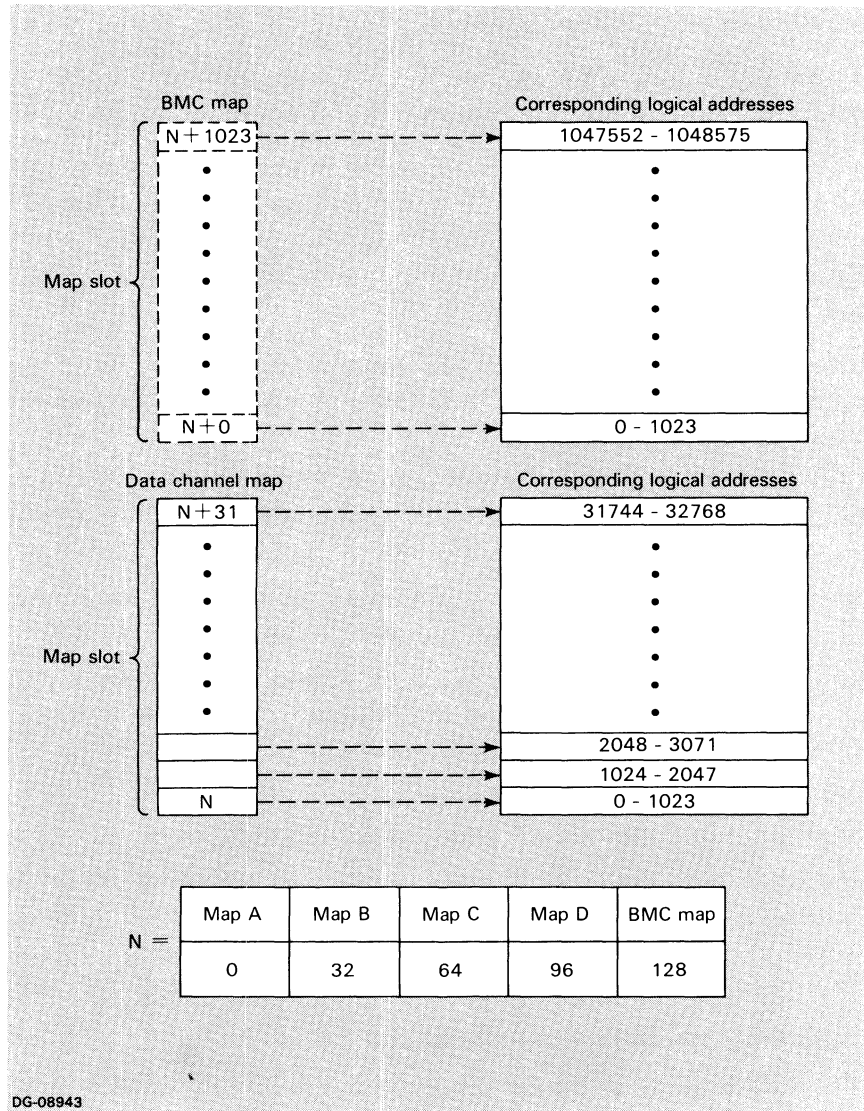 BMC map Corresponding logical addresses
N + 1023 1047552 - 1048575
Map slot
N + 0 0 - 1023
Data channel map Corresponding logical addresses
N + 31 31744 - 32768
Map slot
2048 - 3071
1024 - 2047
N 0 - 1023
Map A Map B Map C Map D BMC map
N =
0 32 64 96 128
DG-08943